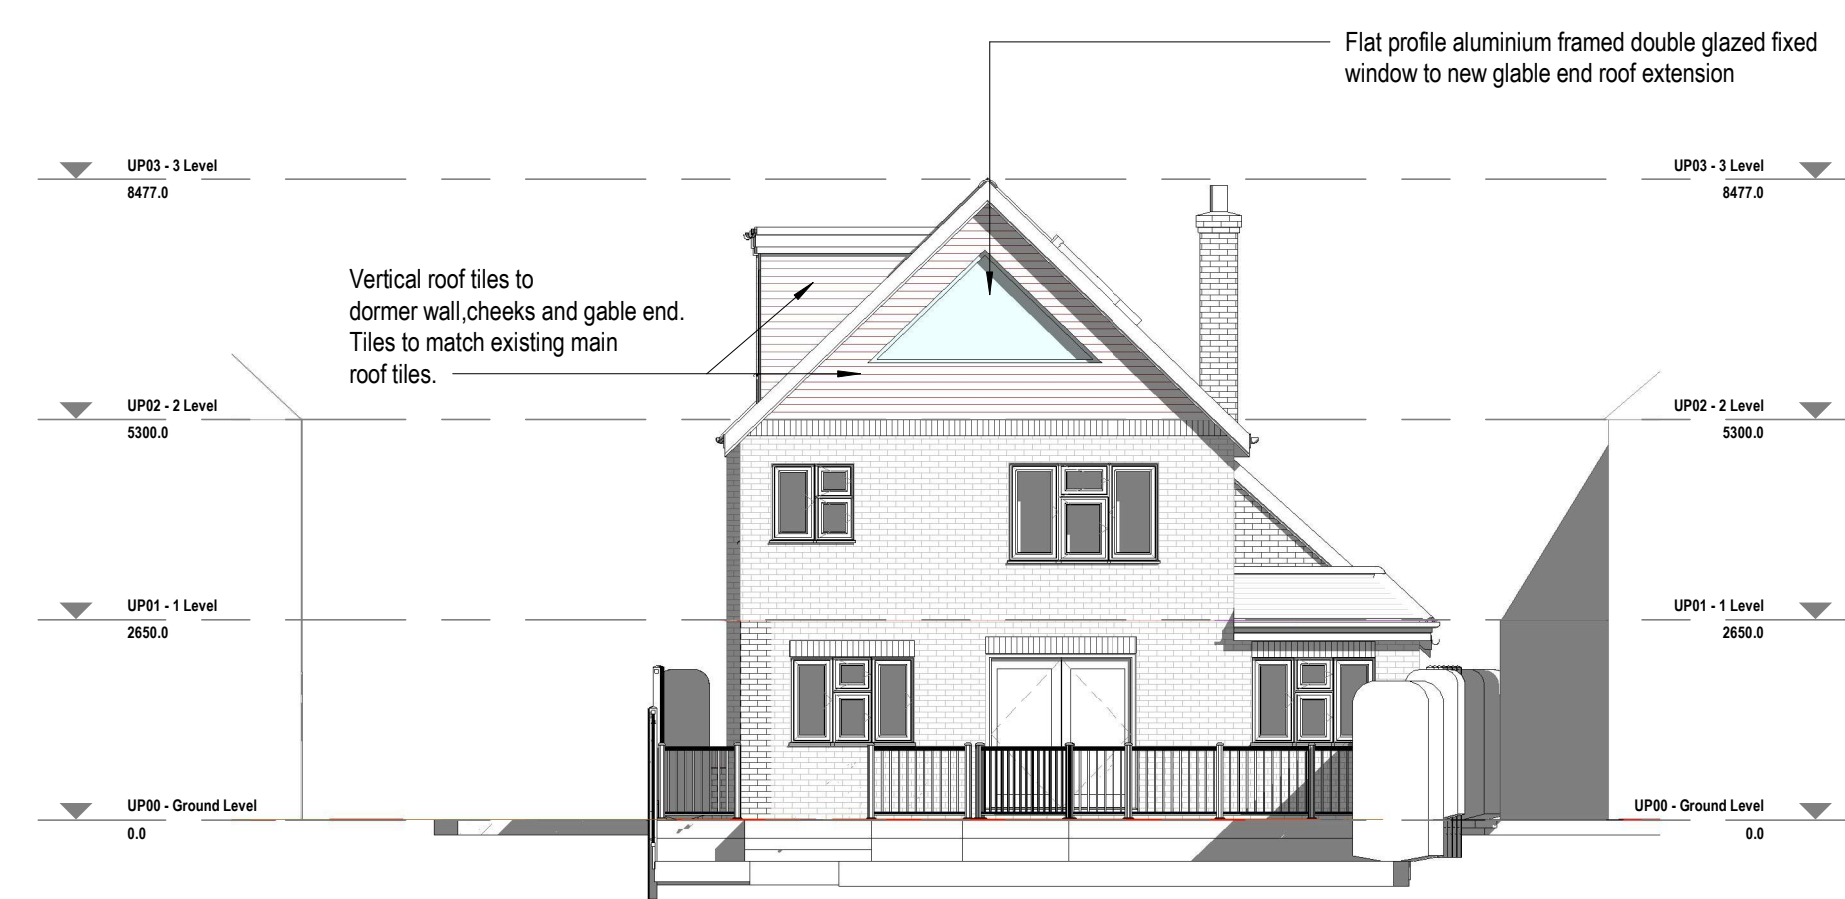 Flat profile aluminium framed double glazed fixed
window to new glable end roof extension
UP03 - 3 Level
8477.0
UP03 - 3 Level
8477.0
Vertical roof tiles to
dormer wall,cheeks and gable end.
Tiles to match existing main
roof tiles.
UP02 - 2 Level
5300.0
UP02 - 2 Level
5300.0
UP01 - 1 Level
2650.0
UP01 - 1 Level
2650.0
UP00 - Ground Level
0.0
UP00 - Ground Level
0.0